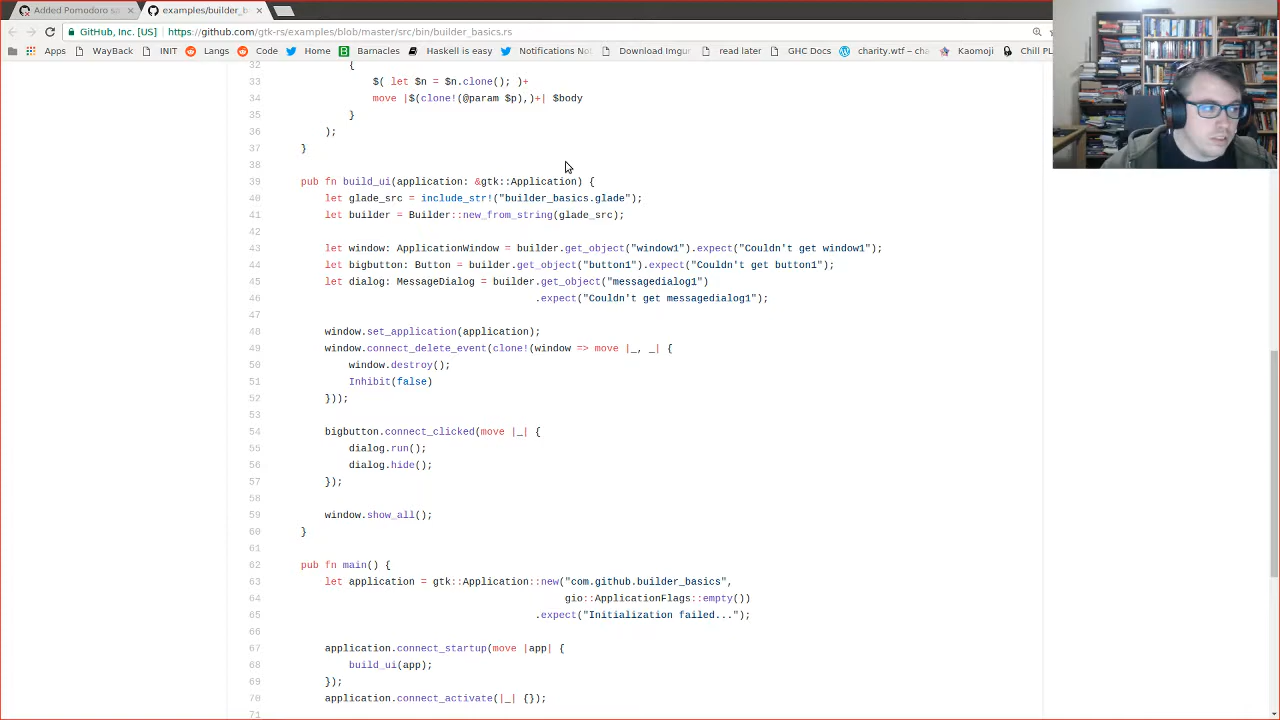 Added Pomodoro sa
examples/builder_b
GitHub, Inc. [US]
https://github.com/gtk-rs/examples/blob/master/src/bin/builder_basics.rs
Apps
WayBack
INIT
Langs
Code
Home
Barnacles
Haskell is easy
Download Imgur
read later
GHC Docs
charity.wtf –
Kanbomp
Chill PL
32 {
33 $( let $n = $n.clone(); )+
34 move |$(clone!(@param $p),)+| $body
35 }
36 );
37 }
38
39 pub fn build_ui(application: &gtk::Application) {
40 let glade_src = include_str!("builder_basics.glade");
41 let builder = Builder::new_from_string(glade_src);
42
43 let window: ApplicationWindow = builder.get_object("window1").expect("Couldn't get window1");
44 let bigbutton: Button = builder.get_object("button1").expect("Couldn't get button1");
45 let dialog: MessageDialog = builder.get_object("messagedialog1")
46 .expect("Couldn't get messagedialog1");
47
48 window.set_application(application);
49 window.connect_delete_event(clone!(window => move |_, _| {
50 window.destroy();
51 Inhibit(false)
52 }));
53
54 bigbutton.connect_clicked(move |_| {
55 dialog.run();
56 dialog.hide();
57 });
58
59 window.show_all();
60 }
61
62 pub fn main() {
63 let application = gtk::Application::new("com.github.builder_basics",
64 gio::ApplicationFlags::empty())
65 .expect("Initialization failed...");
66
67 application.connect_startup(move |app| {
68 build_ui(app);
69 });
70 application.connect_activate(|_| {});
71